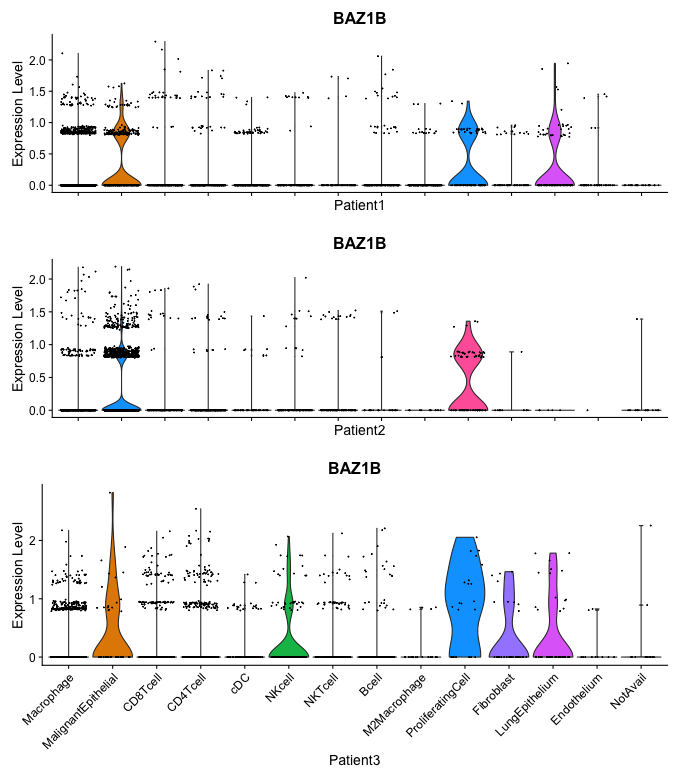 BAZ1B
Expression Level
2.0
1.5
1.0
0.5
0.0
Patient1
BAZ1B
Expression Level
2.0
1.5
1.0
0.5
0.0
Patient2
BAZ1B
Expression Level
2
1
0
Macrophage
MalignantEpithelial
CD8Tcell
CD4Tcell
cDC
NKcell
NKTcell
Bcell
M2Macrophage
ProliferatingCell
Fibroblast
LungEpithelium
Endothelium
NotAvail
Patient3